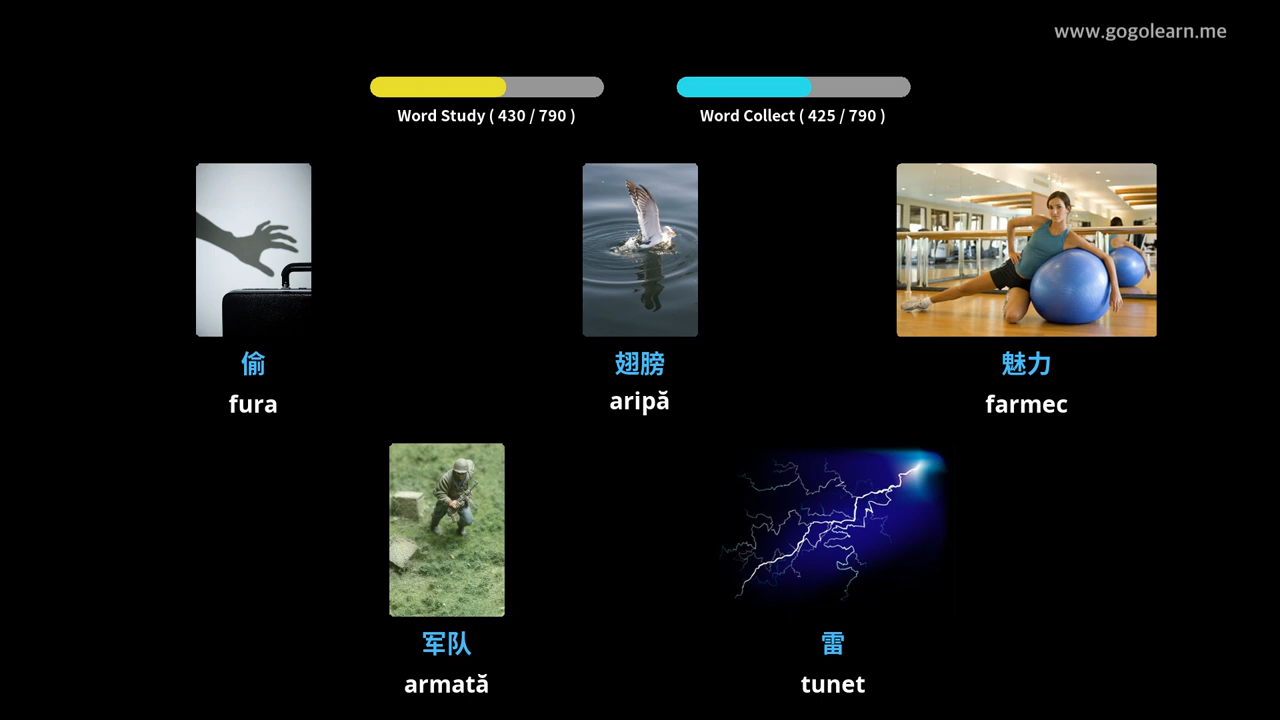 www.gogolearn.me
Word Study ( 430 / 790 )
Word Collect ( 425 / 790 )
偷
fura
翅膀
aripă
魅力
farmec
军队
armată
雷
tunet